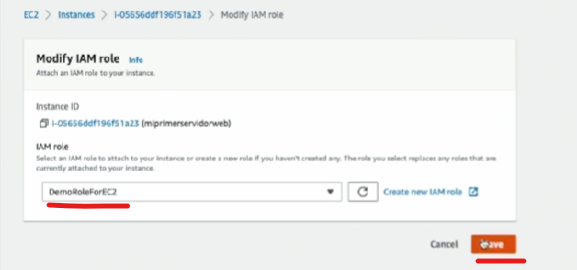 EC2 > Instances > i-05656ddf196f51a23 > Modify IAM role
Modify IAM role Info
Attach an IAM role to your instance.
Instance ID
i-05656ddf196f51a23 (miprimerservidorweb)
IAM role
Select an IAM role to attach to your instance or create a new role if you haven't created any. The role you select replaces any roles that are
currently attached to your instance.
DemoRoleForEC2
Create new IAM role
Cancel Save